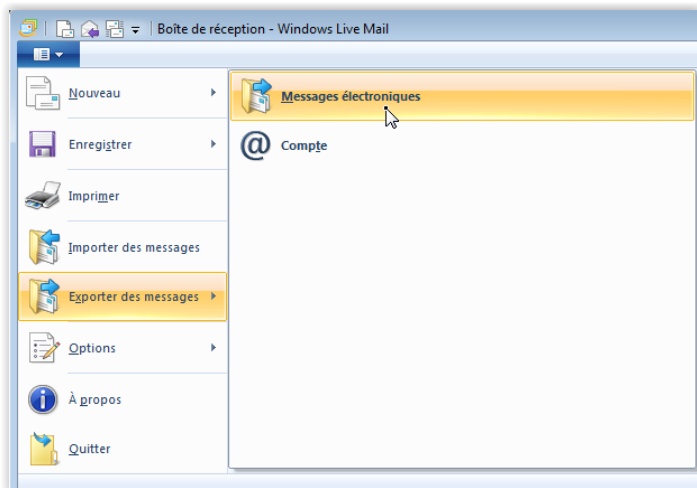 Boîte de réception - Windows Live Mail
Nouveau
Enregistrer
Imprimer
Importer des messages
Exporter des messages
Options
À propos
Quitter
Messages électroniques
Compte